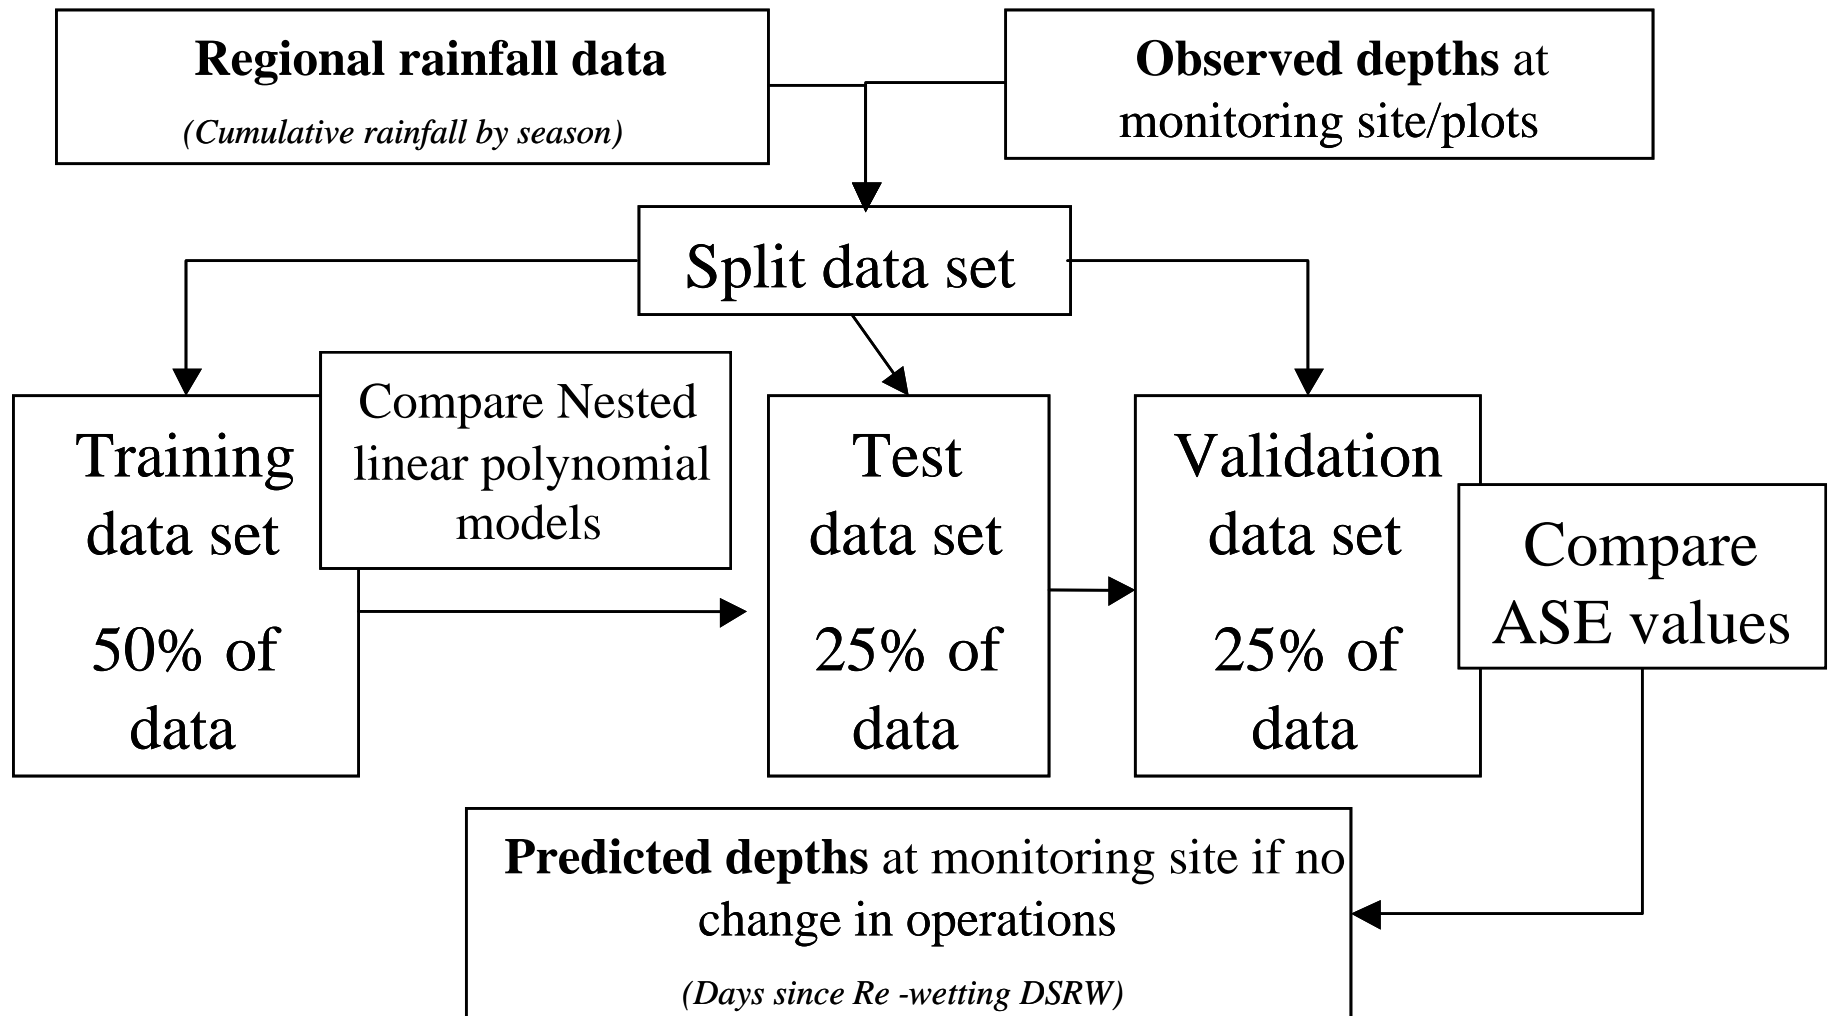 Regional rainfall data
(Cumulative rainfall by season)
Observed depths at
monitoring site/plots
Split data set
Training
data set
50% of
data
Compare Nested
linear polynomial
models
Test
data set
25% of
data
Validation
data set
25% of
data
Compare
ASE values
Predicted depths at monitoring site if no
change in operations
(Days since Re -wetting DSRW)